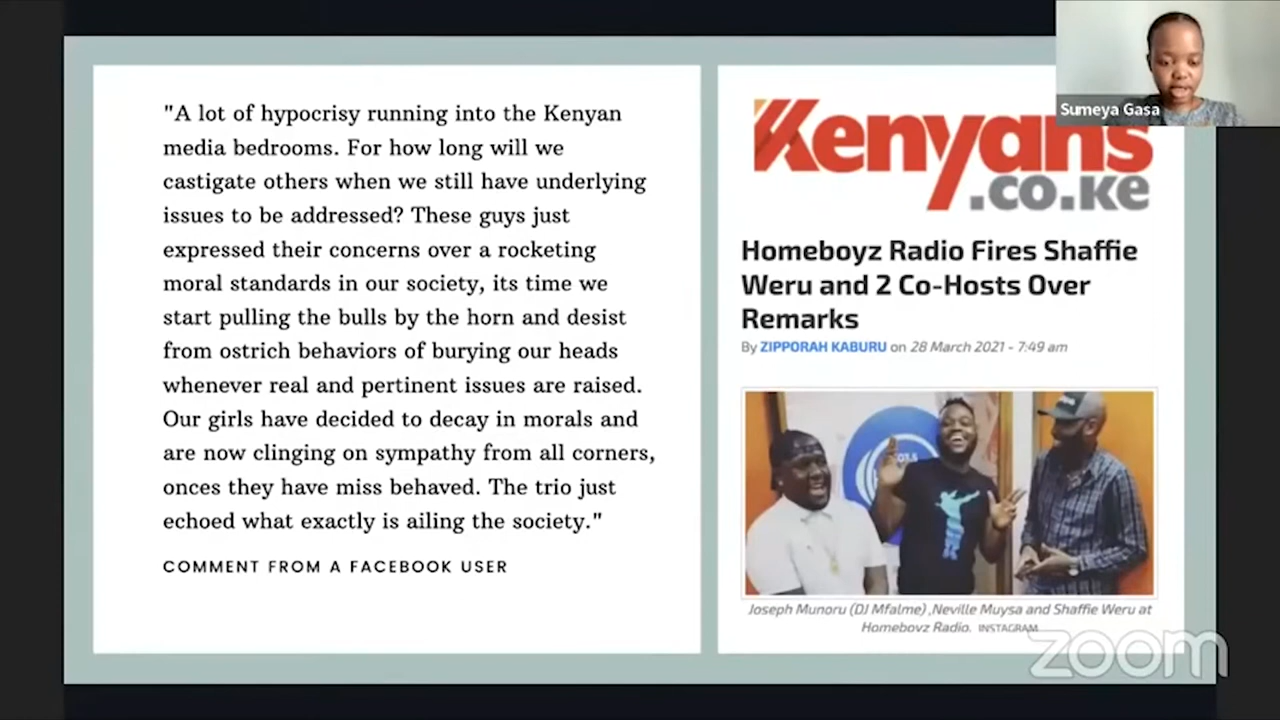 "A lot of hypocrisy running into the Kenyan
media bedrooms. For how long will we
castigate others when we still have underlying
issues to be addressed? These guys just
expressed their concerns over a rocketing
moral standards in our society, its time we
start pulling the bulls by the horn and desist
from ostrich behaviors of burying our heads
whenever real and pertinent issues are raised.
Our girls have decided to decay in morals and
are now clinging on sympathy from all corners,
onces they have miss behaved. The trio just
echoed what exactly is ailing the society."
COMMENT FROM A FACEBOOK USER
Sumeya Gasa
Kenyans
.co.ke
Homeboyz Radio Fires Shaffie
Weru and 2 Co-Hosts Over
Remarks
By ZIPPORAH KABURU on 28 March 2021 - 7:49 am
Joseph Munoru (DJ Mfalme) ,Neville Muysa and Shaffie Weru at
Homeboyz Radio. INSTAGRAM
zoom